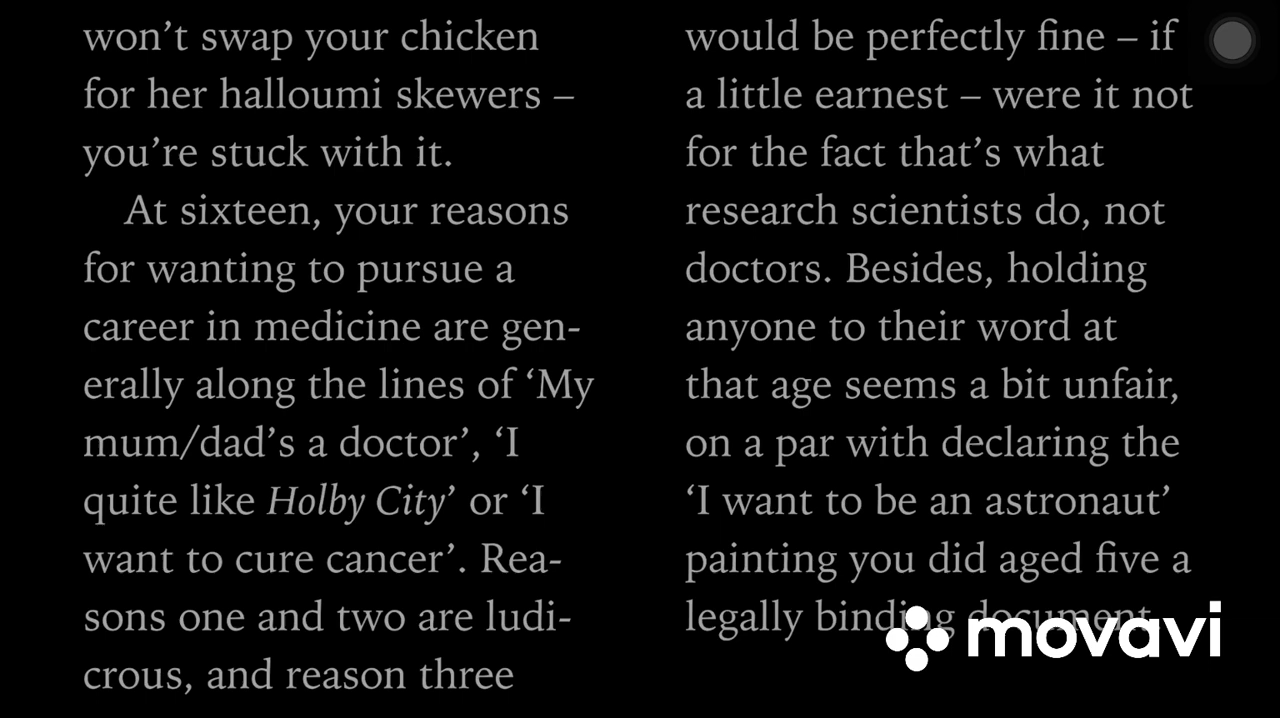 won’t swap your chicken
for her halloumi skewers –
you’re stuck with it.
At sixteen, your reasons
for wanting to pursue a
career in medicine are gen-
erally along the lines of ‘My
mum/dad’s a doctor’, ‘I
quite like Holby City’ or ‘I
want to cure cancer’. Rea-
sons one and two are ludi-
crous, and reason three
would be perfectly fine – if
a little earnest – were it not
for the fact that’s what
research scientists do, not
doctors. Besides, holding
anyone to their word at
that age seems a bit unfair,
on a par with declaring the
‘I want to be an astronaut’
painting you did aged five a
legally binding document
movavi